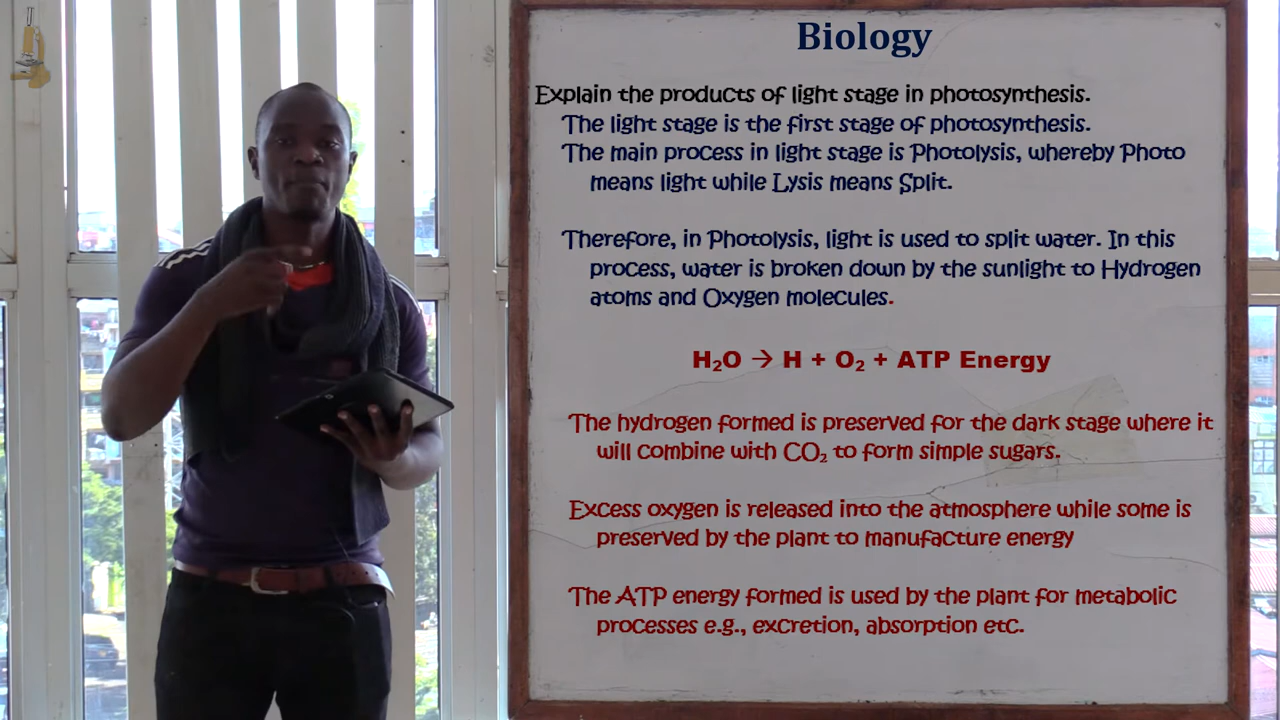 Biology
Explain the products of light stage in photosynthesis.
The light stage is the first stage of photosynthesis.
The main process in light stage is Photolysis, whereby Photo
means light while Lysis means Split.
Therefore, in Photolysis, light is used to split water. In this
process, water is broken down by the sunlight to Hydrogen
atoms and Oxygen molecules.
H₂O → H + O₂ + ATP Energy
The hydrogen formed is preserved for the dark stage where it
will combine with CO₂ to form simple sugars.
Excess oxygen is released into the atmosphere while some is
preserved by the plant to manufacture energy
The ATP energy formed is used by the plant for metabolic
processes e.g., excretion, absorption etc.